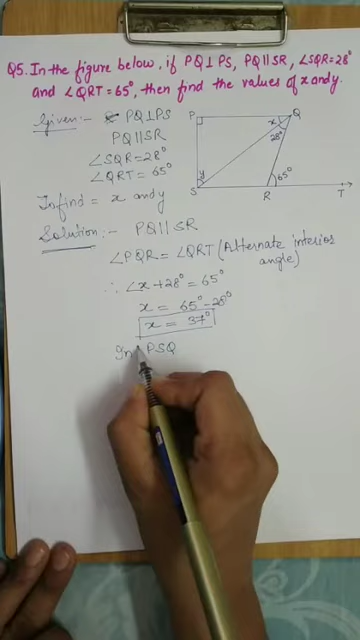 Q5. In the figure below, if PQ⊥PS, PQ∥SR, ∠SQR=28°
and ∠QRT=65°, then find the values of x and y.
Given:- PQ⊥PS
PQ∥SR
∠SQR=28°
∠QRT=65°
To find = x and y
P Q
x
28°
y 65°
S R T
Solution:- PQ∥SR
∠PQR=∠QRT (Alternate interior
angle)
∴ ∠x+28°=65°
x = 65°-28°
x = 37°
In PSQ